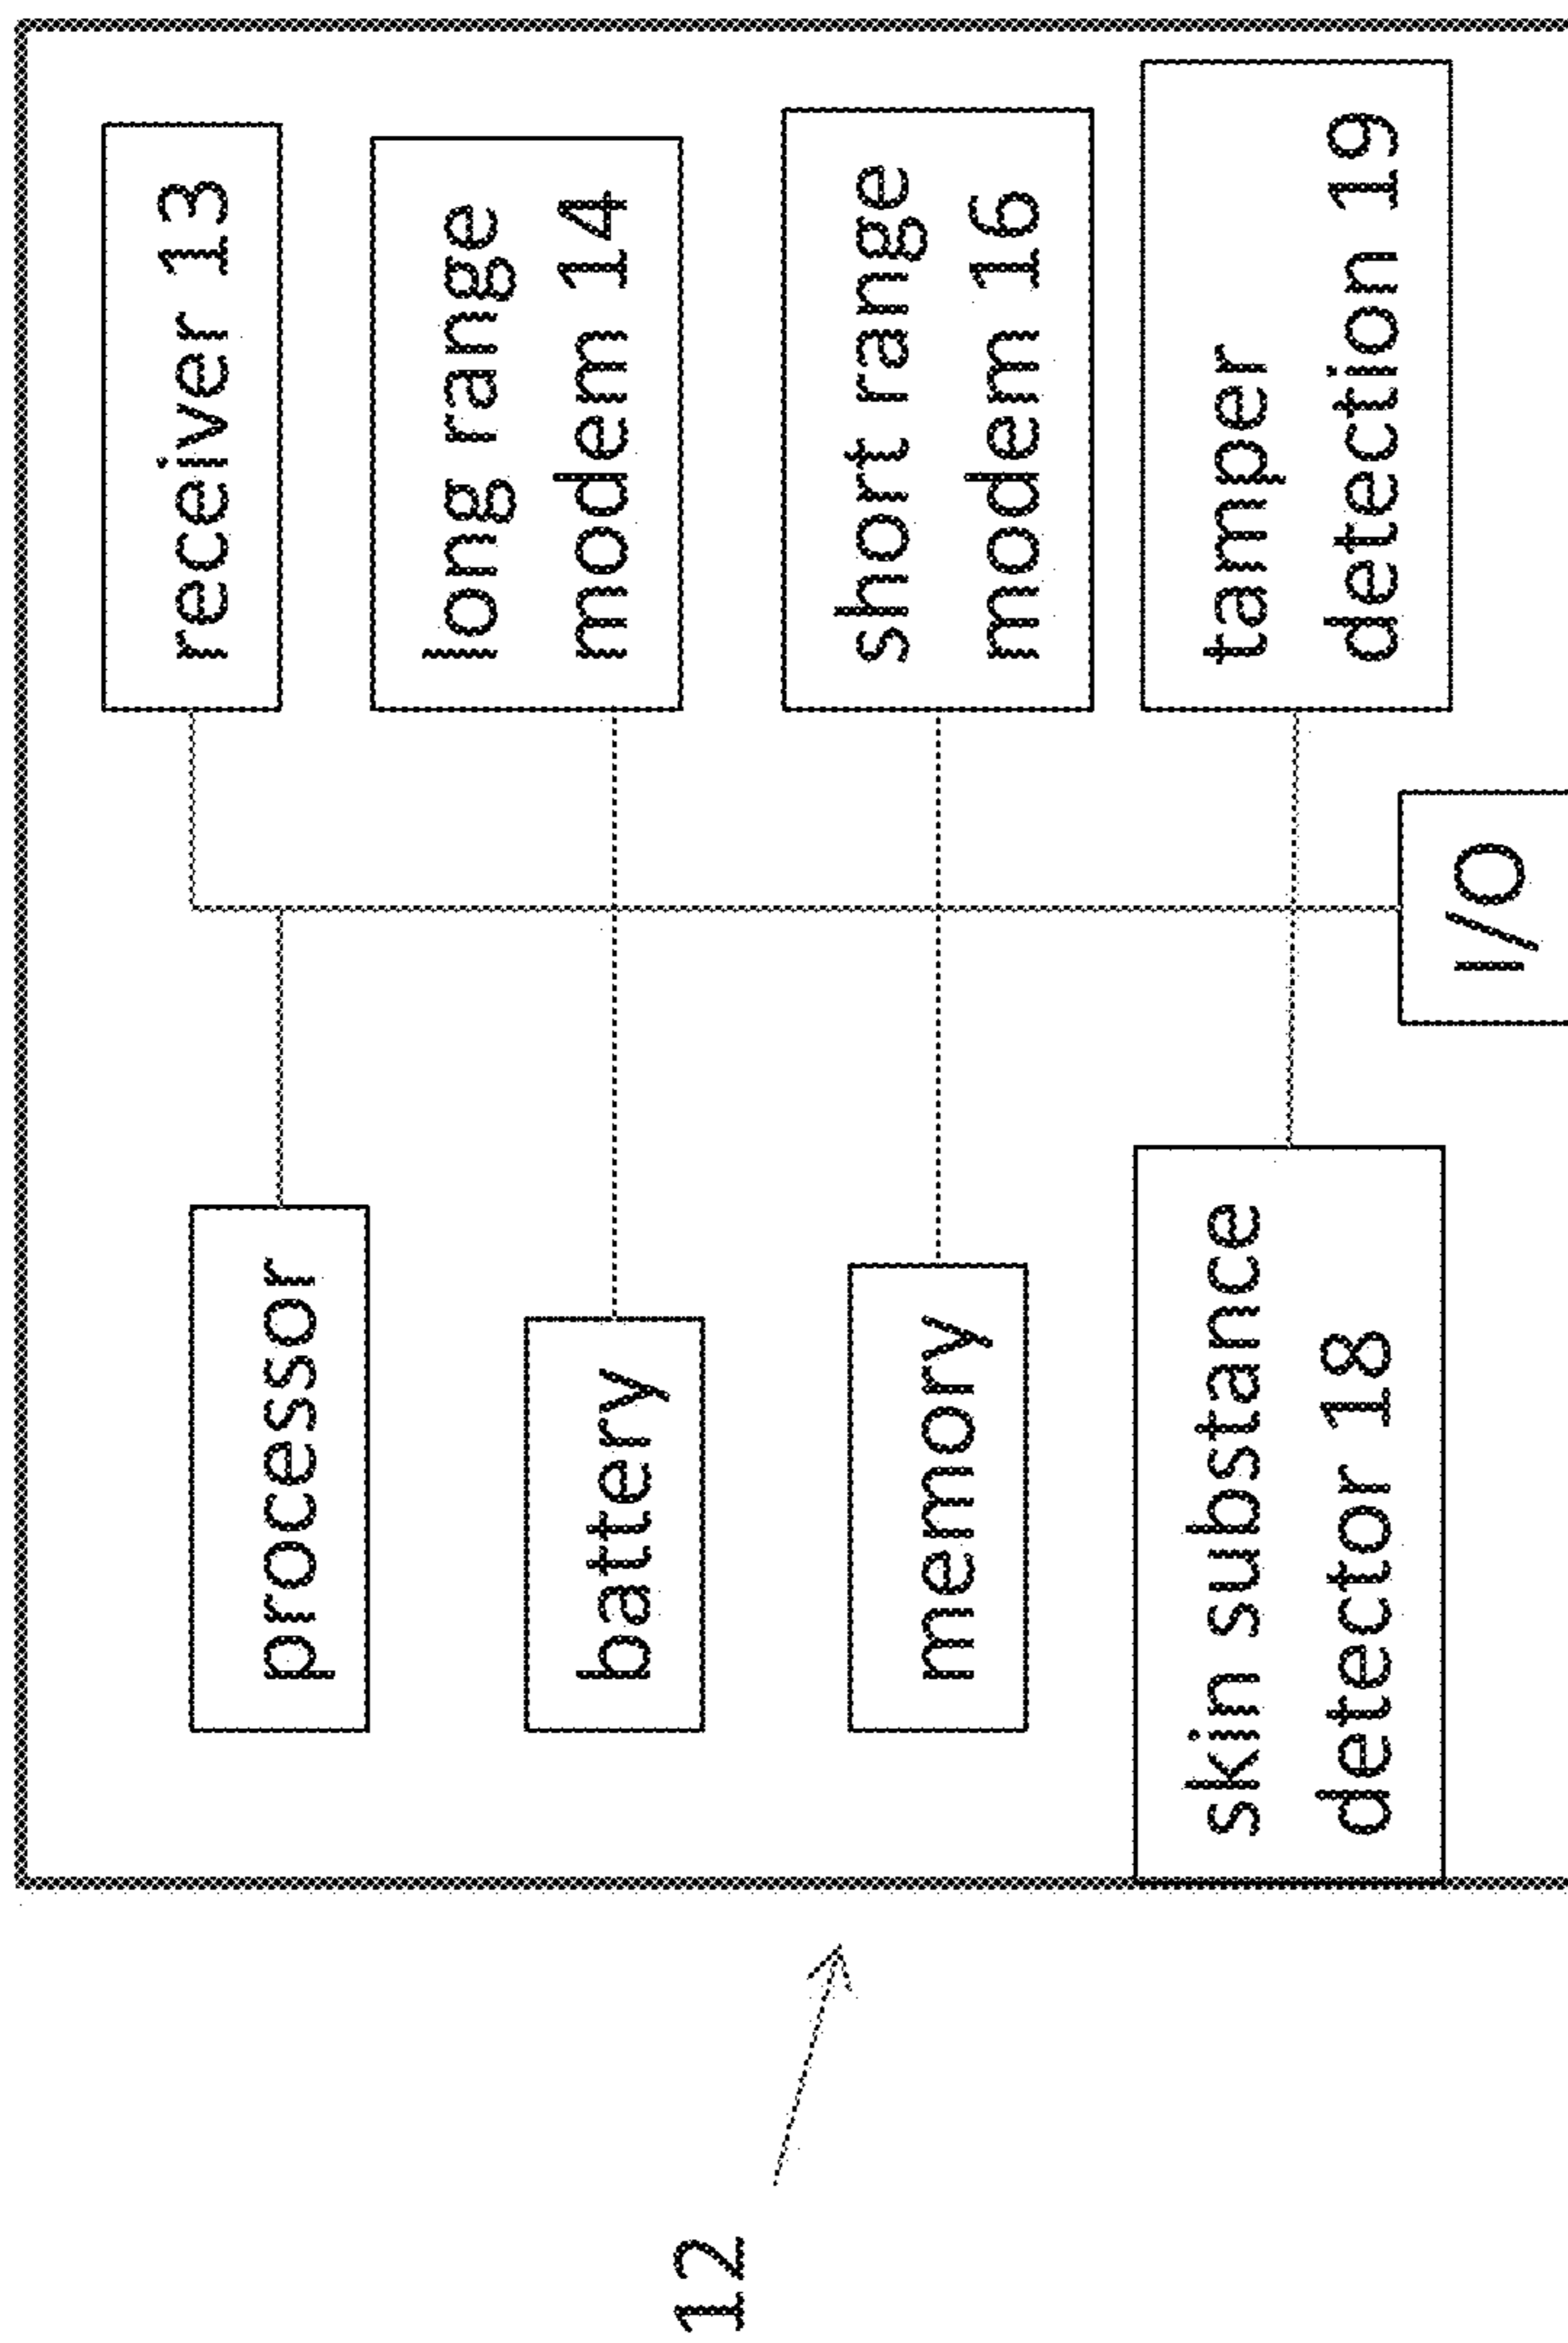 12
processor
receiver 13
battery
long range
modem 14
memory
short range
modem 16
skin substance
detector 18
tamper
detection 19
I/O